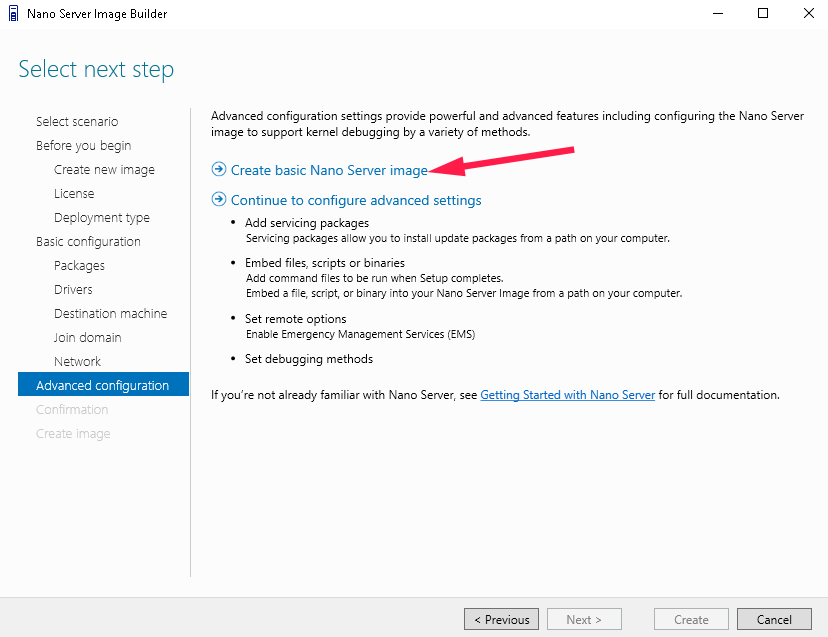 Nano Server Image Builder
Select next step
Select scenario
Before you begin
Create new image
License
Deployment type
Basic configuration
Packages
Drivers
Destination machine
Join domain
Network
Advanced configuration
Confirmation
Create image
Advanced configuration settings provide powerful and advanced features including configuring the Nano Server
image to support kernel debugging by a variety of methods.
Create basic Nano Server image
Continue to configure advanced settings
• Add servicing packages
Servicing packages allow you to install update packages from a path on your computer.
• Embed files, scripts or binaries
Add command files to be run when Setup completes.
Embed a file, script, or binary into your Nano Server Image from a path on your computer.
• Set remote options
Enable Emergency Management Services (EMS)
• Set debugging methods
If you're not already familiar with Nano Server, see Getting Started with Nano Server for full documentation.
< Previous
Next >
Create
Cancel